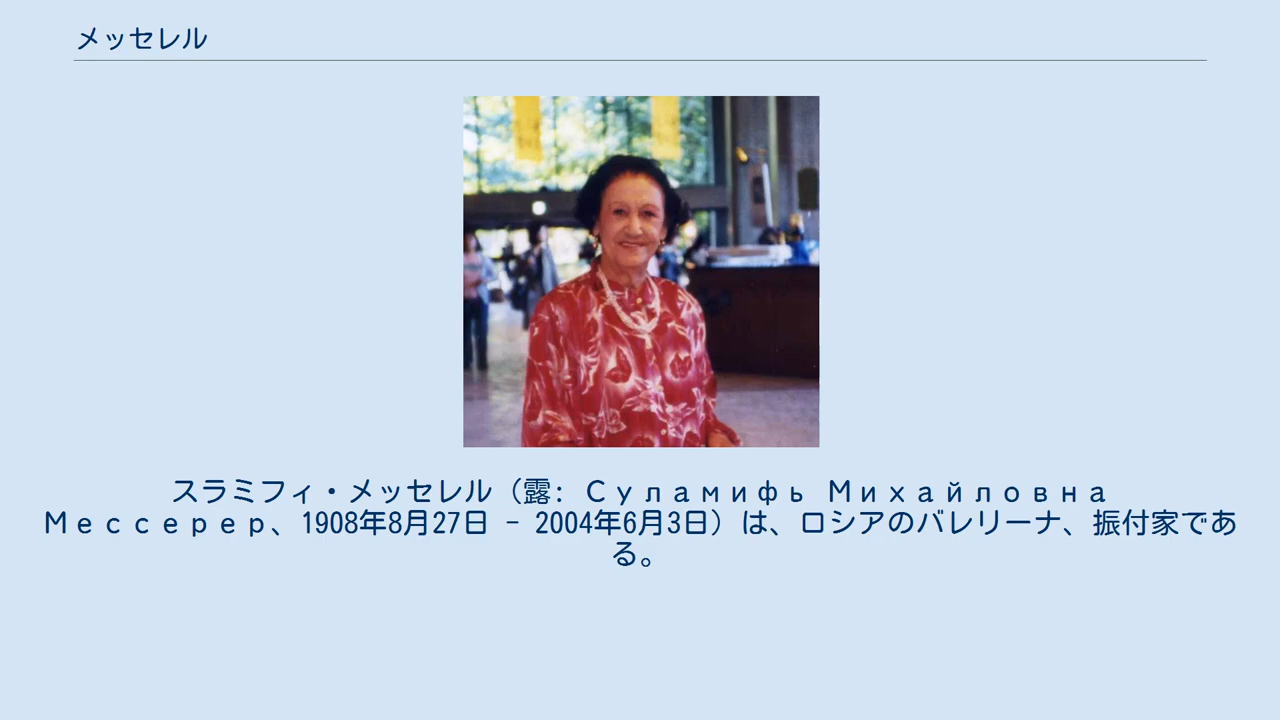 メッセレル
スラミフィ・メッセレル（露: Суламифь Михайловна
Мессерер、1908年8月27日 - 2004年6月3日）は、ロシアのバレリーナ、振付家であ
る。